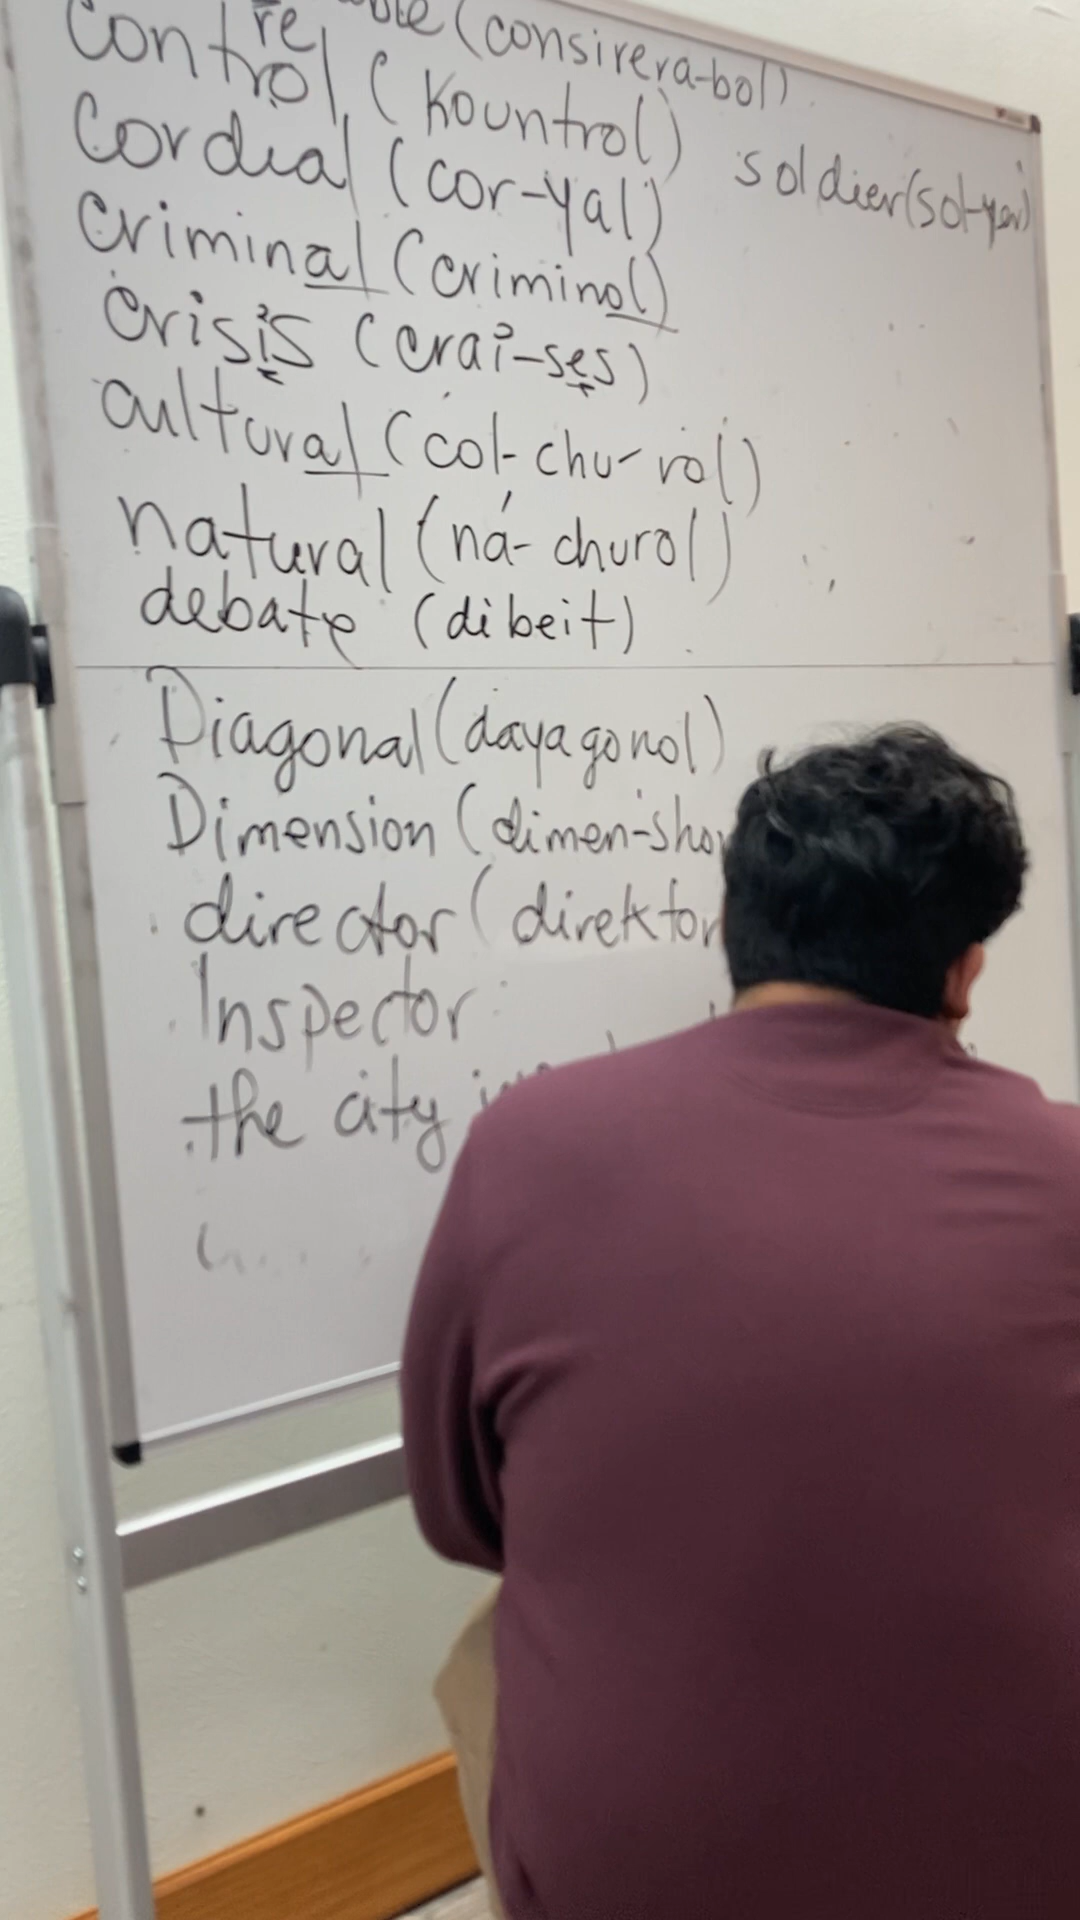 (consirera-bol)
re
Control (kountrol)
Cordial (cor-yal) soldier (sol-yer)
criminal (criminol)
crisis (crai-ses)
cultural (col-chu-rol)
natural (ná-churol)
debate (dibeit)
Diagonal (dayagonol)
Dimension (dimen-sho
director (direktor
Inspector
the city